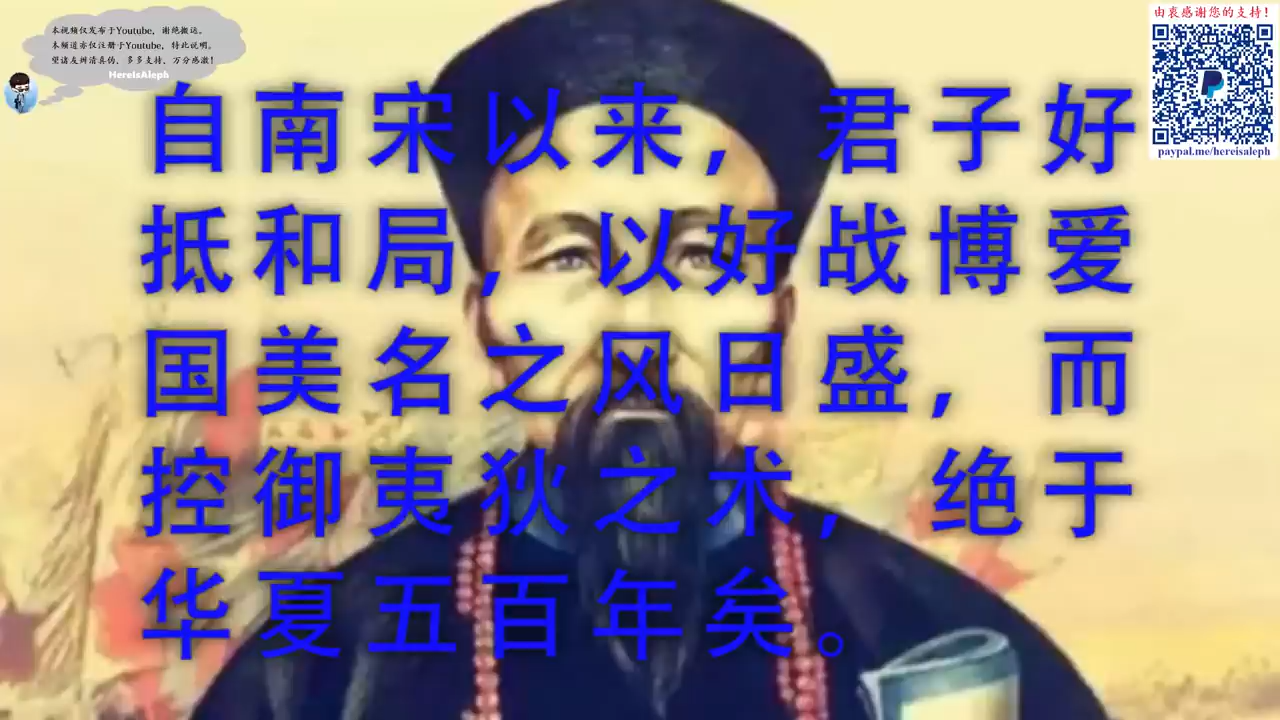 本视频仅发布于Youtube，谢绝搬运。
本频道亦仅注册于Youtube，特此说明。
望诸友辨清真伪，多多支持，万分感激！
HereIsAleph
由衷感谢您的支持！
paypal.me/hereisaleph
自南宋以来，君子好
抵和局，以好战博爱
国美名之风日盛，而
控御夷狄之术，绝于
华夏五百年矣。